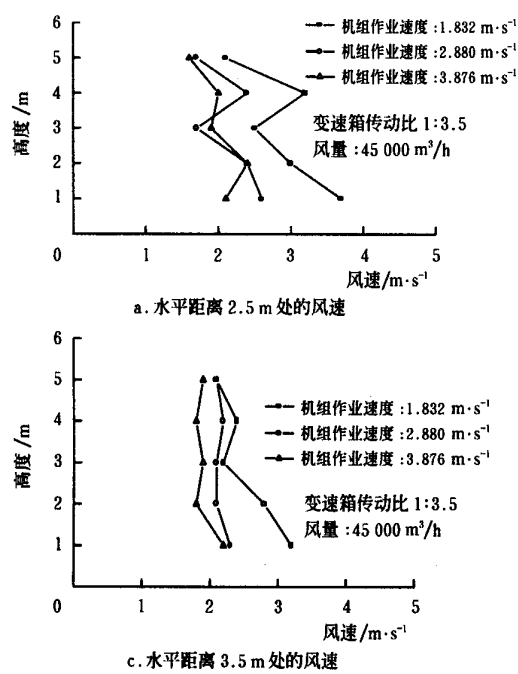 6
5
4
3
2
1
0
1
2
3
4
5
高度/m
机组作业速度:1.832 m·s⁻¹
机组作业速度:2.880 m·s⁻¹
机组作业速度:3.876 m·s⁻¹
变速箱传动比 1:3.5
风量:45 000 m³/h
风速/m·s⁻¹
a.水平距离 2.5 m 处的风速
6
5
4
3
2
1
0
1
2
3
4
5
高度/m
机组作业速度:1.832 m·s⁻¹
机组作业速度:2.880 m·s⁻¹
机组作业速度:3.876 m·s⁻¹
变速箱传动比 1:3.5
风量:45 000 m³/h
风速/m·s⁻¹
c.水平距离 3.5 m 处的风速